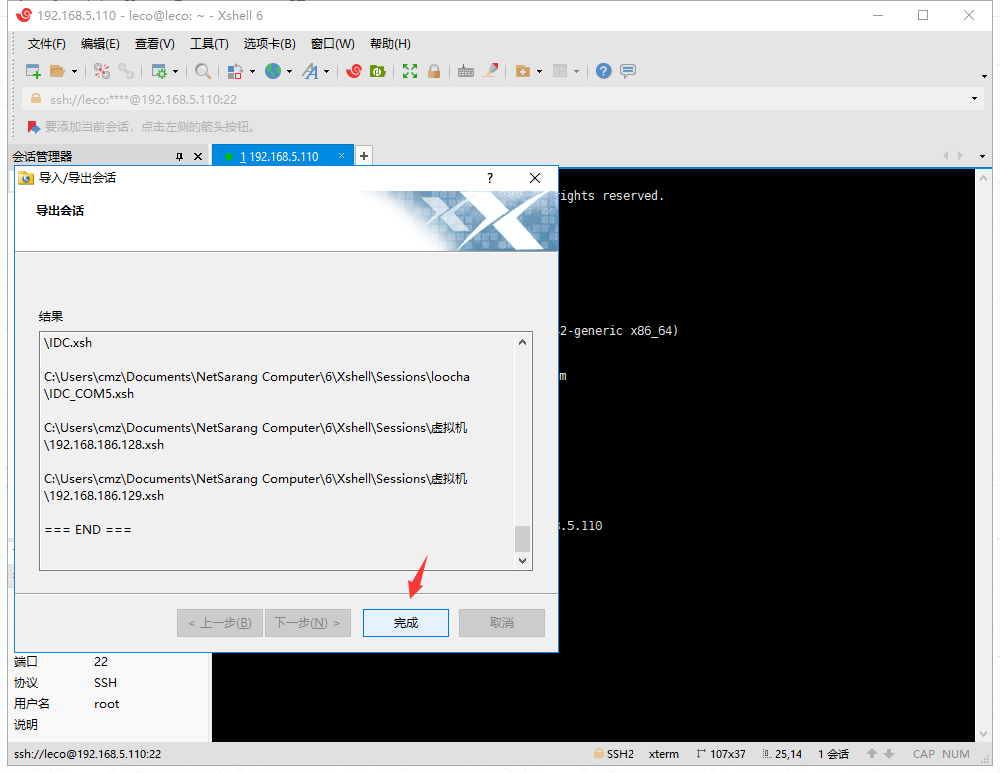 192.168.5.110 - leco@leco: ~ - Xshell 6
文件(F) 编辑(E) 查看(V) 工具(T) 选项卡(B) 窗口(W) 帮助(H)
ssh://leco:****@192.168.5.110:22
要添加当前会话，点击左侧的箭头按钮。
会话管理器
1 192.168.5.110
导入/导出会话
导出会话
ights reserved.
2-generic x86_64)
m
.5.110
结果
\IDC.xsh
C:\Users\cmz\Documents\NetSarang Computer\6\Xshell\Sessions\loocha
\IDC_COM5.xsh
C:\Users\cmz\Documents\NetSarang Computer\6\Xshell\Sessions\虚拟机
\192.168.186.128.xsh
C:\Users\cmz\Documents\NetSarang Computer\6\Xshell\Sessions\虚拟机
\192.168.186.129.xsh
=== END ===
< 上一步(B) 下一步(N) > 完成 取消
端口 22
协议 SSH
用户名 root
说明
ssh://leco@192.168.5.110:22 SSH2 xterm 107x37 25,14 1 会话 CAP NUM